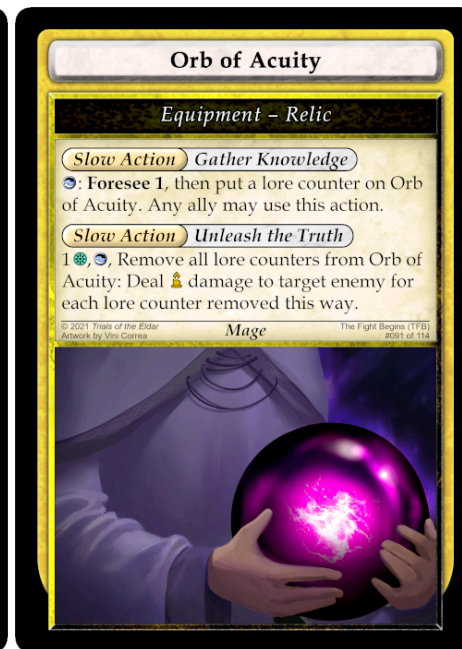 Orb of Acuity
Equipment – Relic
Slow Action Gather Knowledge
: Foresee 1, then put a lore counter on Orb
of Acuity. Any ally may use this action.
Slow Action Unleash the Truth
1 , , Remove all lore counters from Orb of
Acuity: Deal damage to target enemy for
each lore counter removed this way.
© 2021 Trials of the Eldar
Artwork by Vini Correa
Mage
The Fight Begins (TFB)
#091 of 114